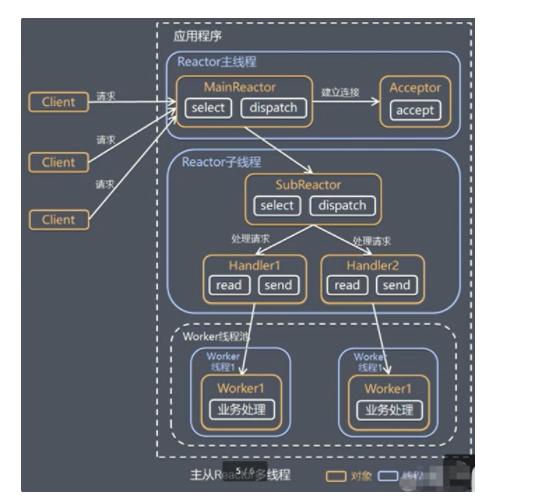 应用程序
Reactor主线程
MainReactor
select
dispatch
建立连接
Acceptor
accept
Client
请求
Client
请求
Client
请求
Reactor子线程
SubReactor
select
dispatch
处理请求
处理请求
Handler1
read
send
Handler2
read
send
Worker线程池
Worker
线程1
Worker1
业务处理
Worker
线程1
Worker1
业务处理
主从Reactor多线程
5 / 6
对象
线程